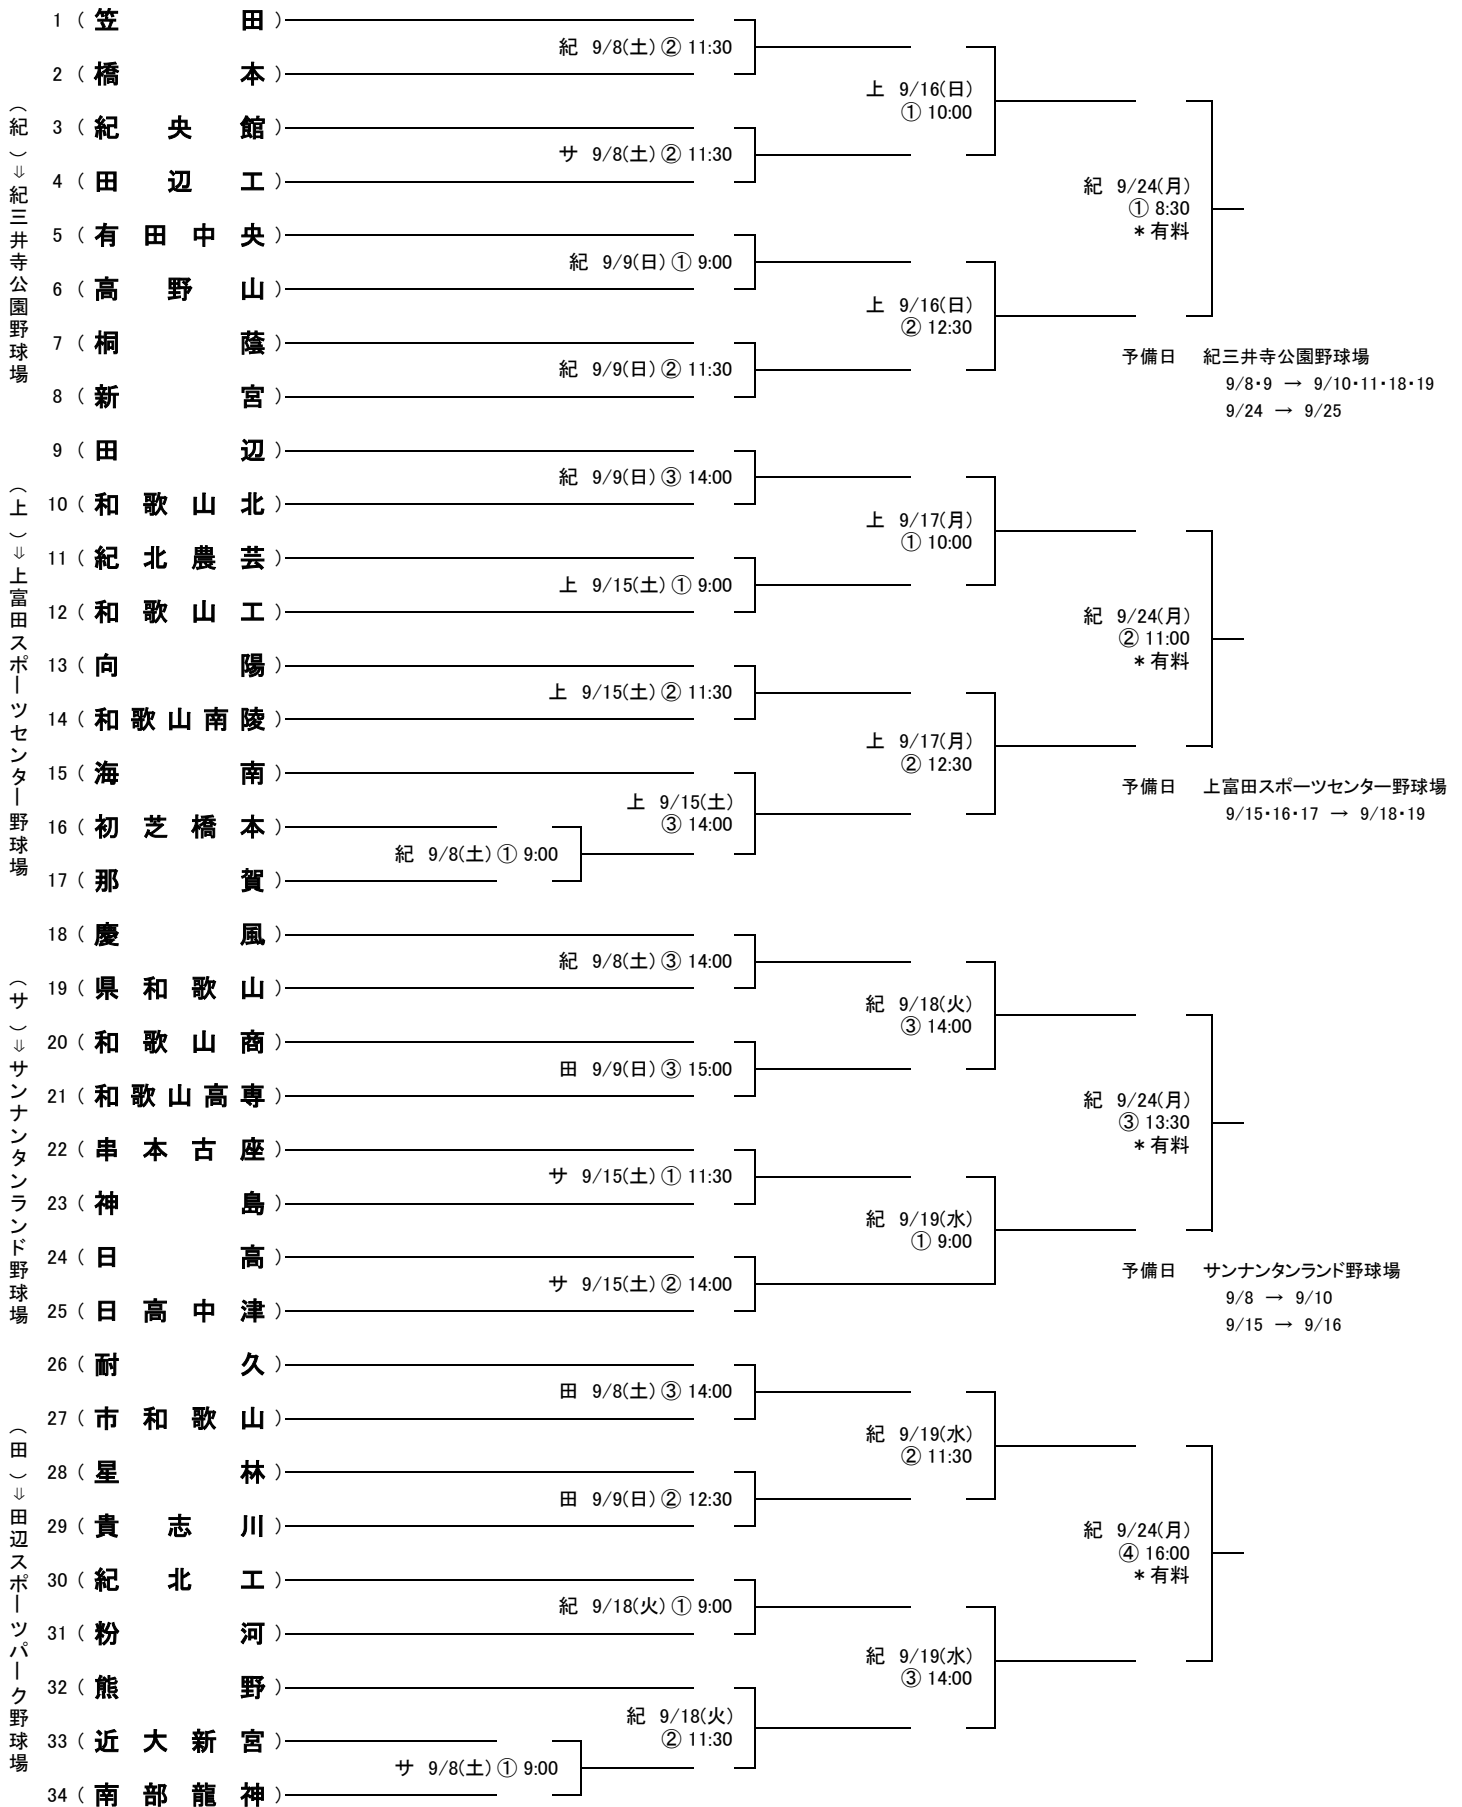 1 ( 笠田 )
紀 9/8(土) ② 11:30
2 ( 橋本 )
上 9/16(日)
① 10:00
3 ( 紀央館 )
サ 9/8(土) ② 11:30
4 ( 田辺工 )
紀 9/24(月)
① 8:30
*有料
5 ( 有田中央 )
紀 9/9(日) ① 9:00
6 ( 高野山 )
上 9/16(日)
② 12:30
7 ( 桐蔭 )
紀 9/9(日) ② 11:30
8 ( 新宮 )
予備日 紀三井寺公園野球場
9/8・9 → 9/10・11・18・19
9/24 → 9/25
9 ( 田辺 )
紀 9/9(日) ③ 14:00
10 ( 和歌山北 )
上 9/17(月)
① 10:00
11 ( 紀北農芸 )
上 9/15(土) ① 9:00
12 ( 和歌山工 )
紀 9/24(月)
② 11:00
*有料
13 ( 向陽 )
上 9/15(土) ② 11:30
14 ( 和歌山南陵 )
上 9/17(月)
② 12:30
15 ( 海南 )
上 9/15(土)
③ 14:00
16 ( 初芝橋本 )
紀 9/8(土) ① 9:00
17 ( 那賀 )
予備日 上富田スポーツセンター野球場
9/15・16・17 → 9/18・19
18 ( 慶風 )
紀 9/8(土) ③ 14:00
19 ( 県和歌山 )
紀 9/18(火)
③ 14:00
20 ( 和歌山商 )
田 9/9(日) ③ 15:00
21 ( 和歌山高専 )
紀 9/24(月)
③ 13:30
*有料
22 ( 串本古座 )
サ 9/15(土) ① 11:30
23 ( 神島 )
紀 9/19(水)
① 9:00
24 ( 日高 )
サ 9/15(土) ② 14:00
25 ( 日高中津 )
予備日 サンナンタンランド野球場
9/8 → 9/10
9/15 → 9/16
26 ( 耐久 )
田 9/8(土) ③ 14:00
27 ( 市和歌山 )
紀 9/19(水)
② 11:30
28 ( 星林 )
田 9/9(日) ② 12:30
29 ( 貴志川 )
紀 9/24(月)
④ 16:00
*有料
30 ( 紀北工 )
紀 9/18(火) ① 9:00
31 ( 粉河 )
紀 9/19(水)
③ 14:00
32 ( 熊野 )
紀 9/18(火)
② 11:30
33 ( 近大新宮 )
サ 9/8(土) ① 9:00
34 ( 南部龍神 )
(紀)⇒紀三井寺公園野球場
(上)⇒上富田スポーツセンター野球場
(サ)⇒サンナンタンランド野球場
(田)⇒田辺スポーツパーク野球場